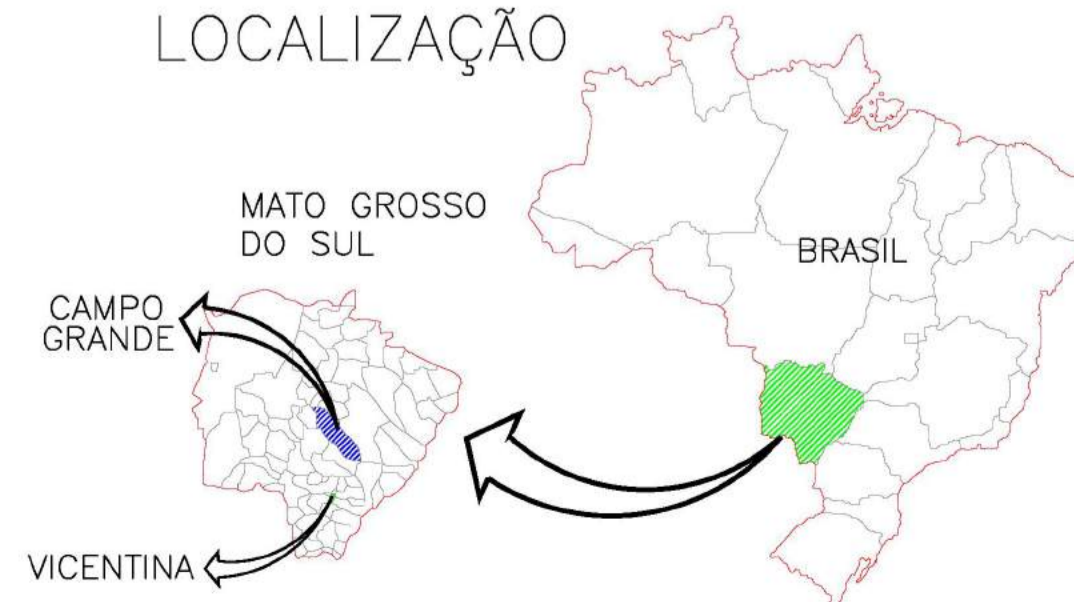 LOCALIZAÇÃO
MATO GROSSO
DO SUL
BRASIL
CAMPO
GRANDE
VICENTINA